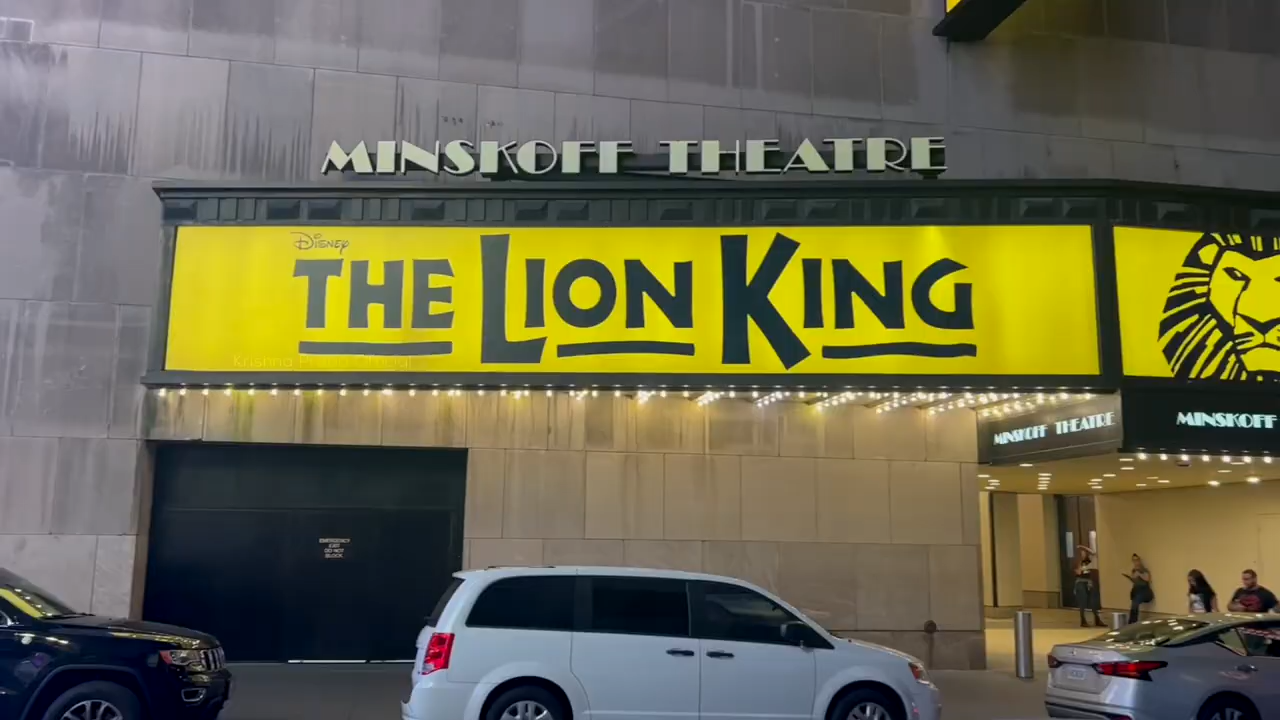 MINSKOFF THEATRE
DISNEY
THE LION KING
MINSKOFF THEATRE
MINSKOFF
EMERGENCY
EXIT
DO NOT
BLOCK